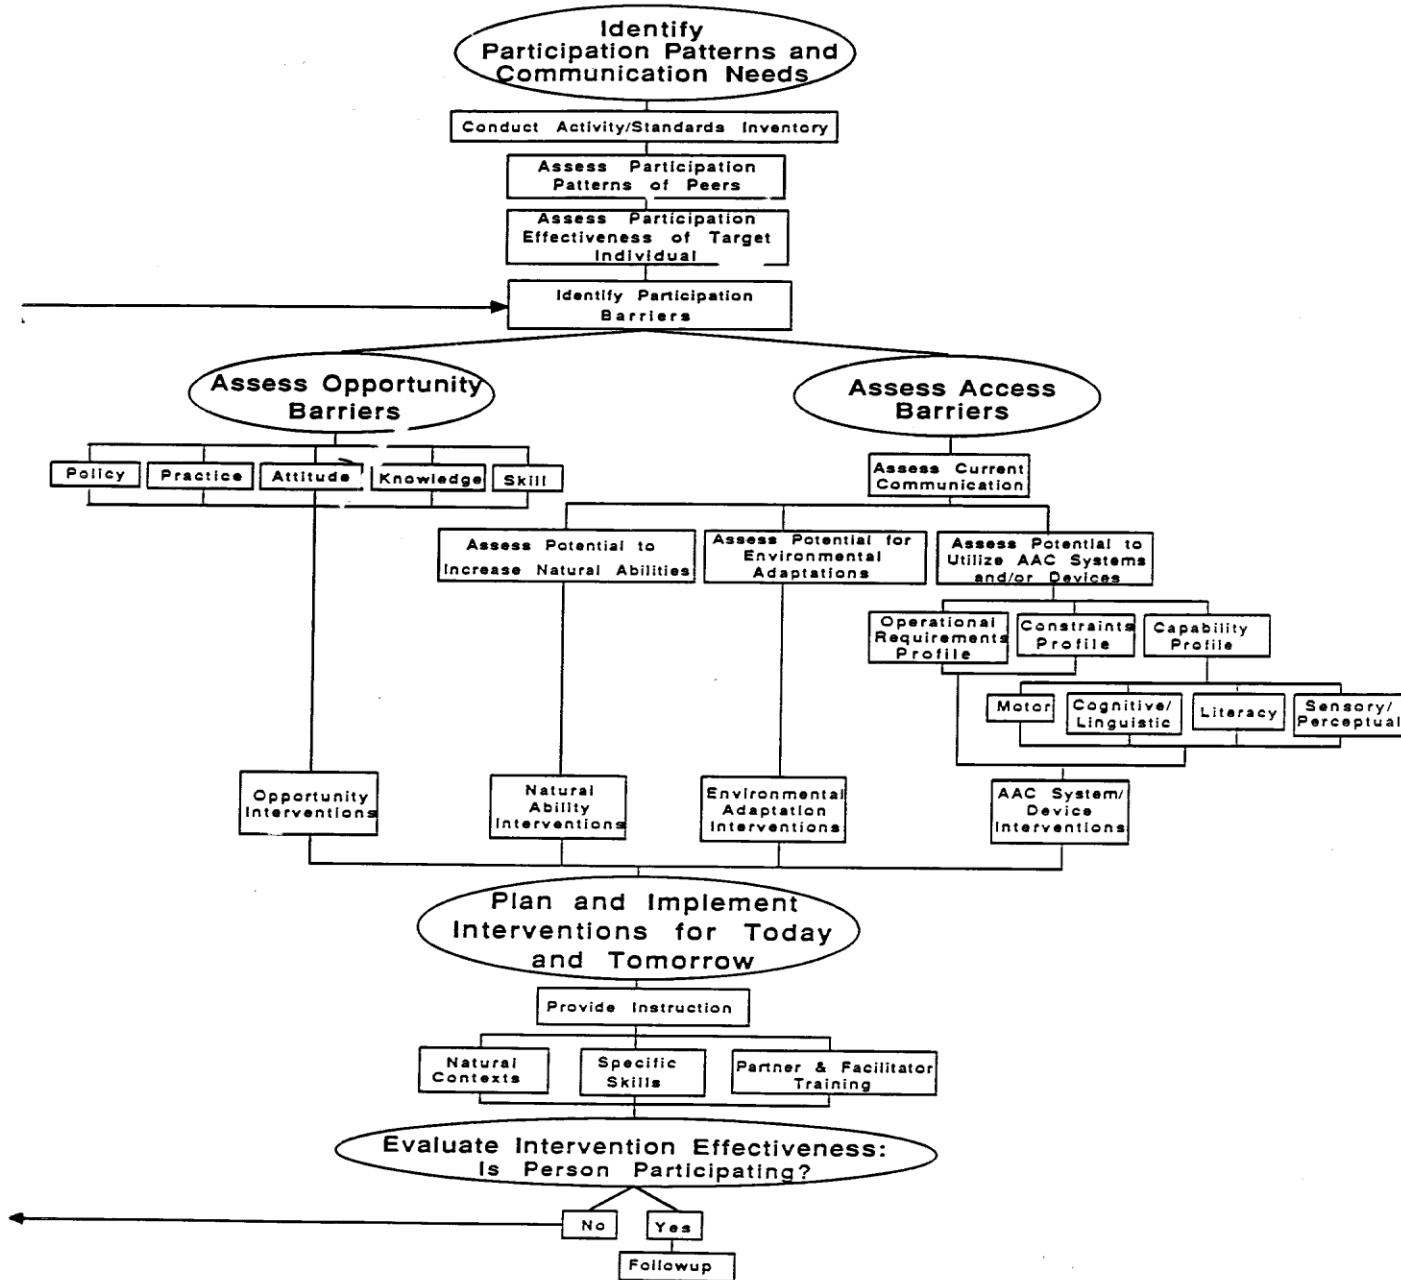 Identify
Participation Patterns and
Communication Needs
Conduct Activity/Standards Inventory
Assess Participation
Patterns of Peers
Assess Participation
Effectiveness of Target
Individual
Identify Participation
Barriers
Assess Opportunity
Barriers
Assess Access
Barriers
Policy
Practice
Attitude
Knowledge
Skill
Assess Current
Communication
Assess Potential to
Increase Natural Abilities
Assess Potential for
Environmental
Adaptations
Assess Potential to
Utilize AAC Systems
and/or Devices
Operational
Requirements
Profile
Constraints
Profile
Capability
Profile
Motor
Cognitive/
Linguistic
Literacy
Sensory/
Perceptual
Opportunity
Interventions
Natural
Ability
Interventions
Environmental
Adaptation
Interventions
AAC System/
Device
Interventions
Plan and Implement
Interventions for Today
and Tomorrow
Provide Instruction
Natural
Contexts
Specific
Skills
Partner & Facilitator
Training
Evaluate Intervention Effectiveness:
Is Person Participating?
No
Yes
Followup